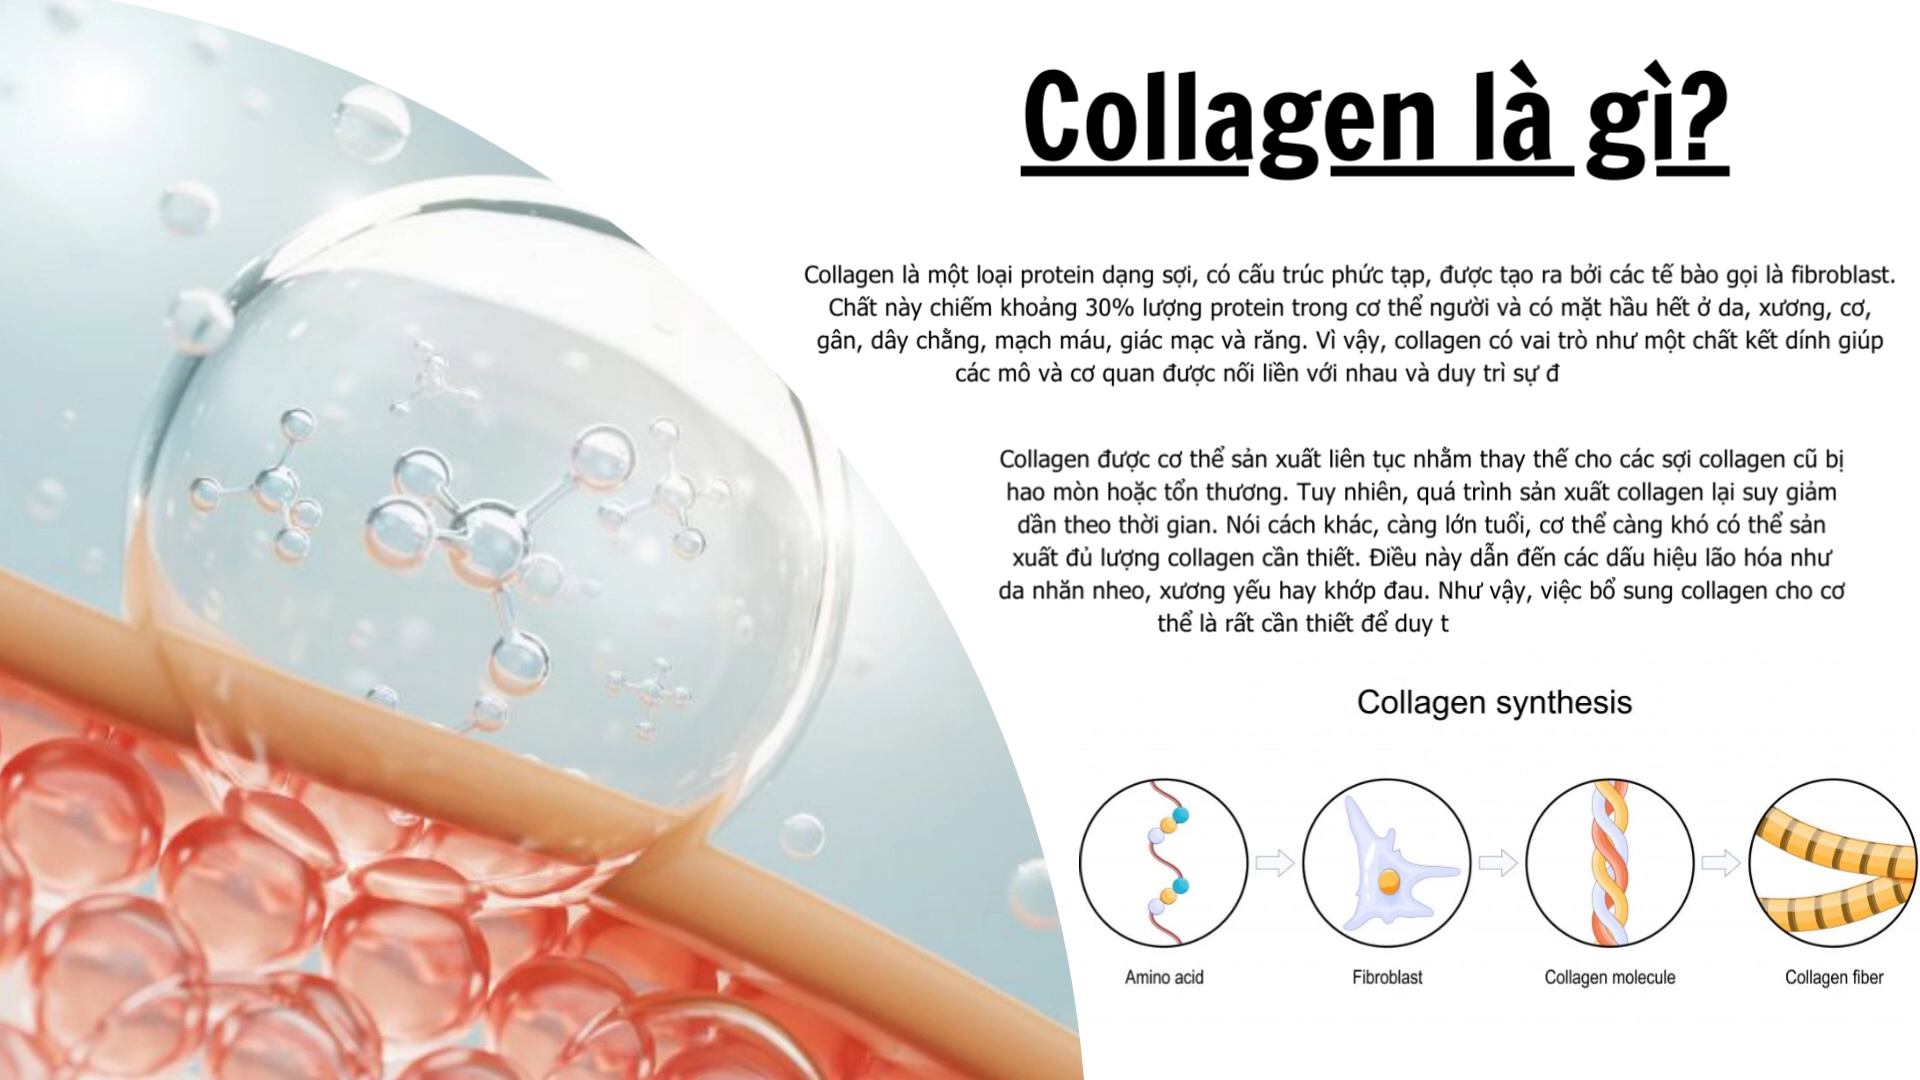 Collagen là gì?
Collagen là một loại protein dạng sợi, có cấu trúc phức tạp, được tạo ra bởi các tế bào gọi là fibroblast.
Chất này chiếm khoảng 30% lượng protein trong cơ thể người và có mặt hầu hết ở da, xương, cơ,
gân, dây chằng, mạch máu, giác mạc và răng. Vì vậy, collagen có vai trò như một chất kết dính giúp
các mô và cơ quan được nối liền với nhau và duy trì sự đ
Collagen được cơ thể sản xuất liên tục nhằm thay thế cho các sợi collagen cũ bị
hao mòn hoặc tổn thương. Tuy nhiên, quá trình sản xuất collagen lại suy giảm
dần theo thời gian. Nói cách khác, càng lớn tuổi, cơ thể càng khó có thể sản
xuất đủ lượng collagen cần thiết. Điều này dẫn đến các dấu hiệu lão hóa như
da nhăn nheo, xương yếu hay khớp đau. Như vậy, việc bổ sung collagen cho cơ
thể là rất cần thiết để duy t
Collagen synthesis
Amino acid
Fibroblast
Collagen molecule
Collagen fiber